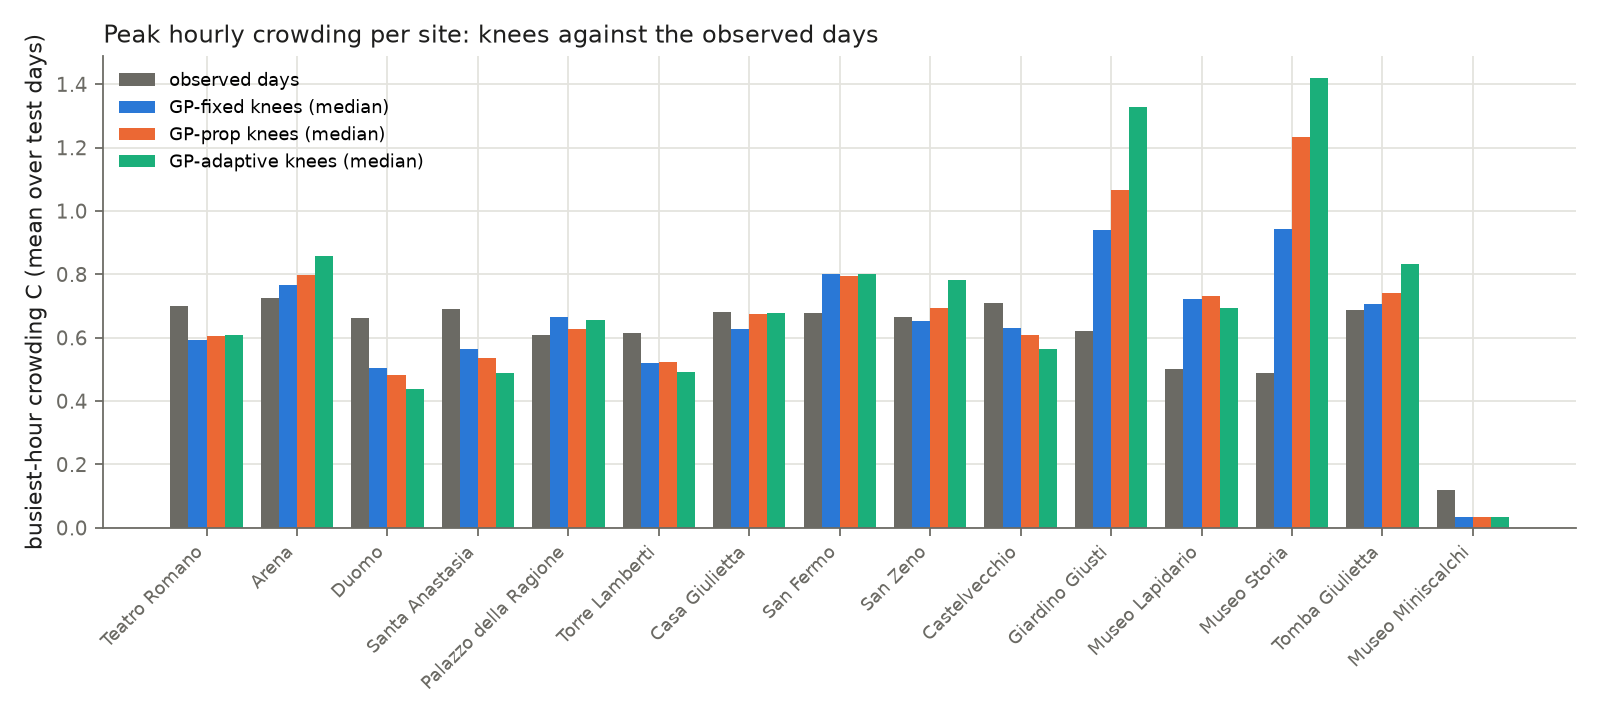 Peak hourly crowding per site: knees against the observed days
busiest-hour crowding C (mean over test days)
observed days
GP-fixed knees (median)
GP-prop knees (median)
GP-adaptive knees (median)
1.4
1.2
1.0
0.8
0.6
0.4
0.2
0.0
Teatro Romano
Arena
Duomo
Santa Anastasia
Palazzo della Ragione
Torre Lamberti
Casa Giulietta
San Fermo
San Zeno
Castelvecchio
Giardino Giusti
Museo Lapidario
Museo Storia
Tomba Giulietta
Museo Miniscalchi